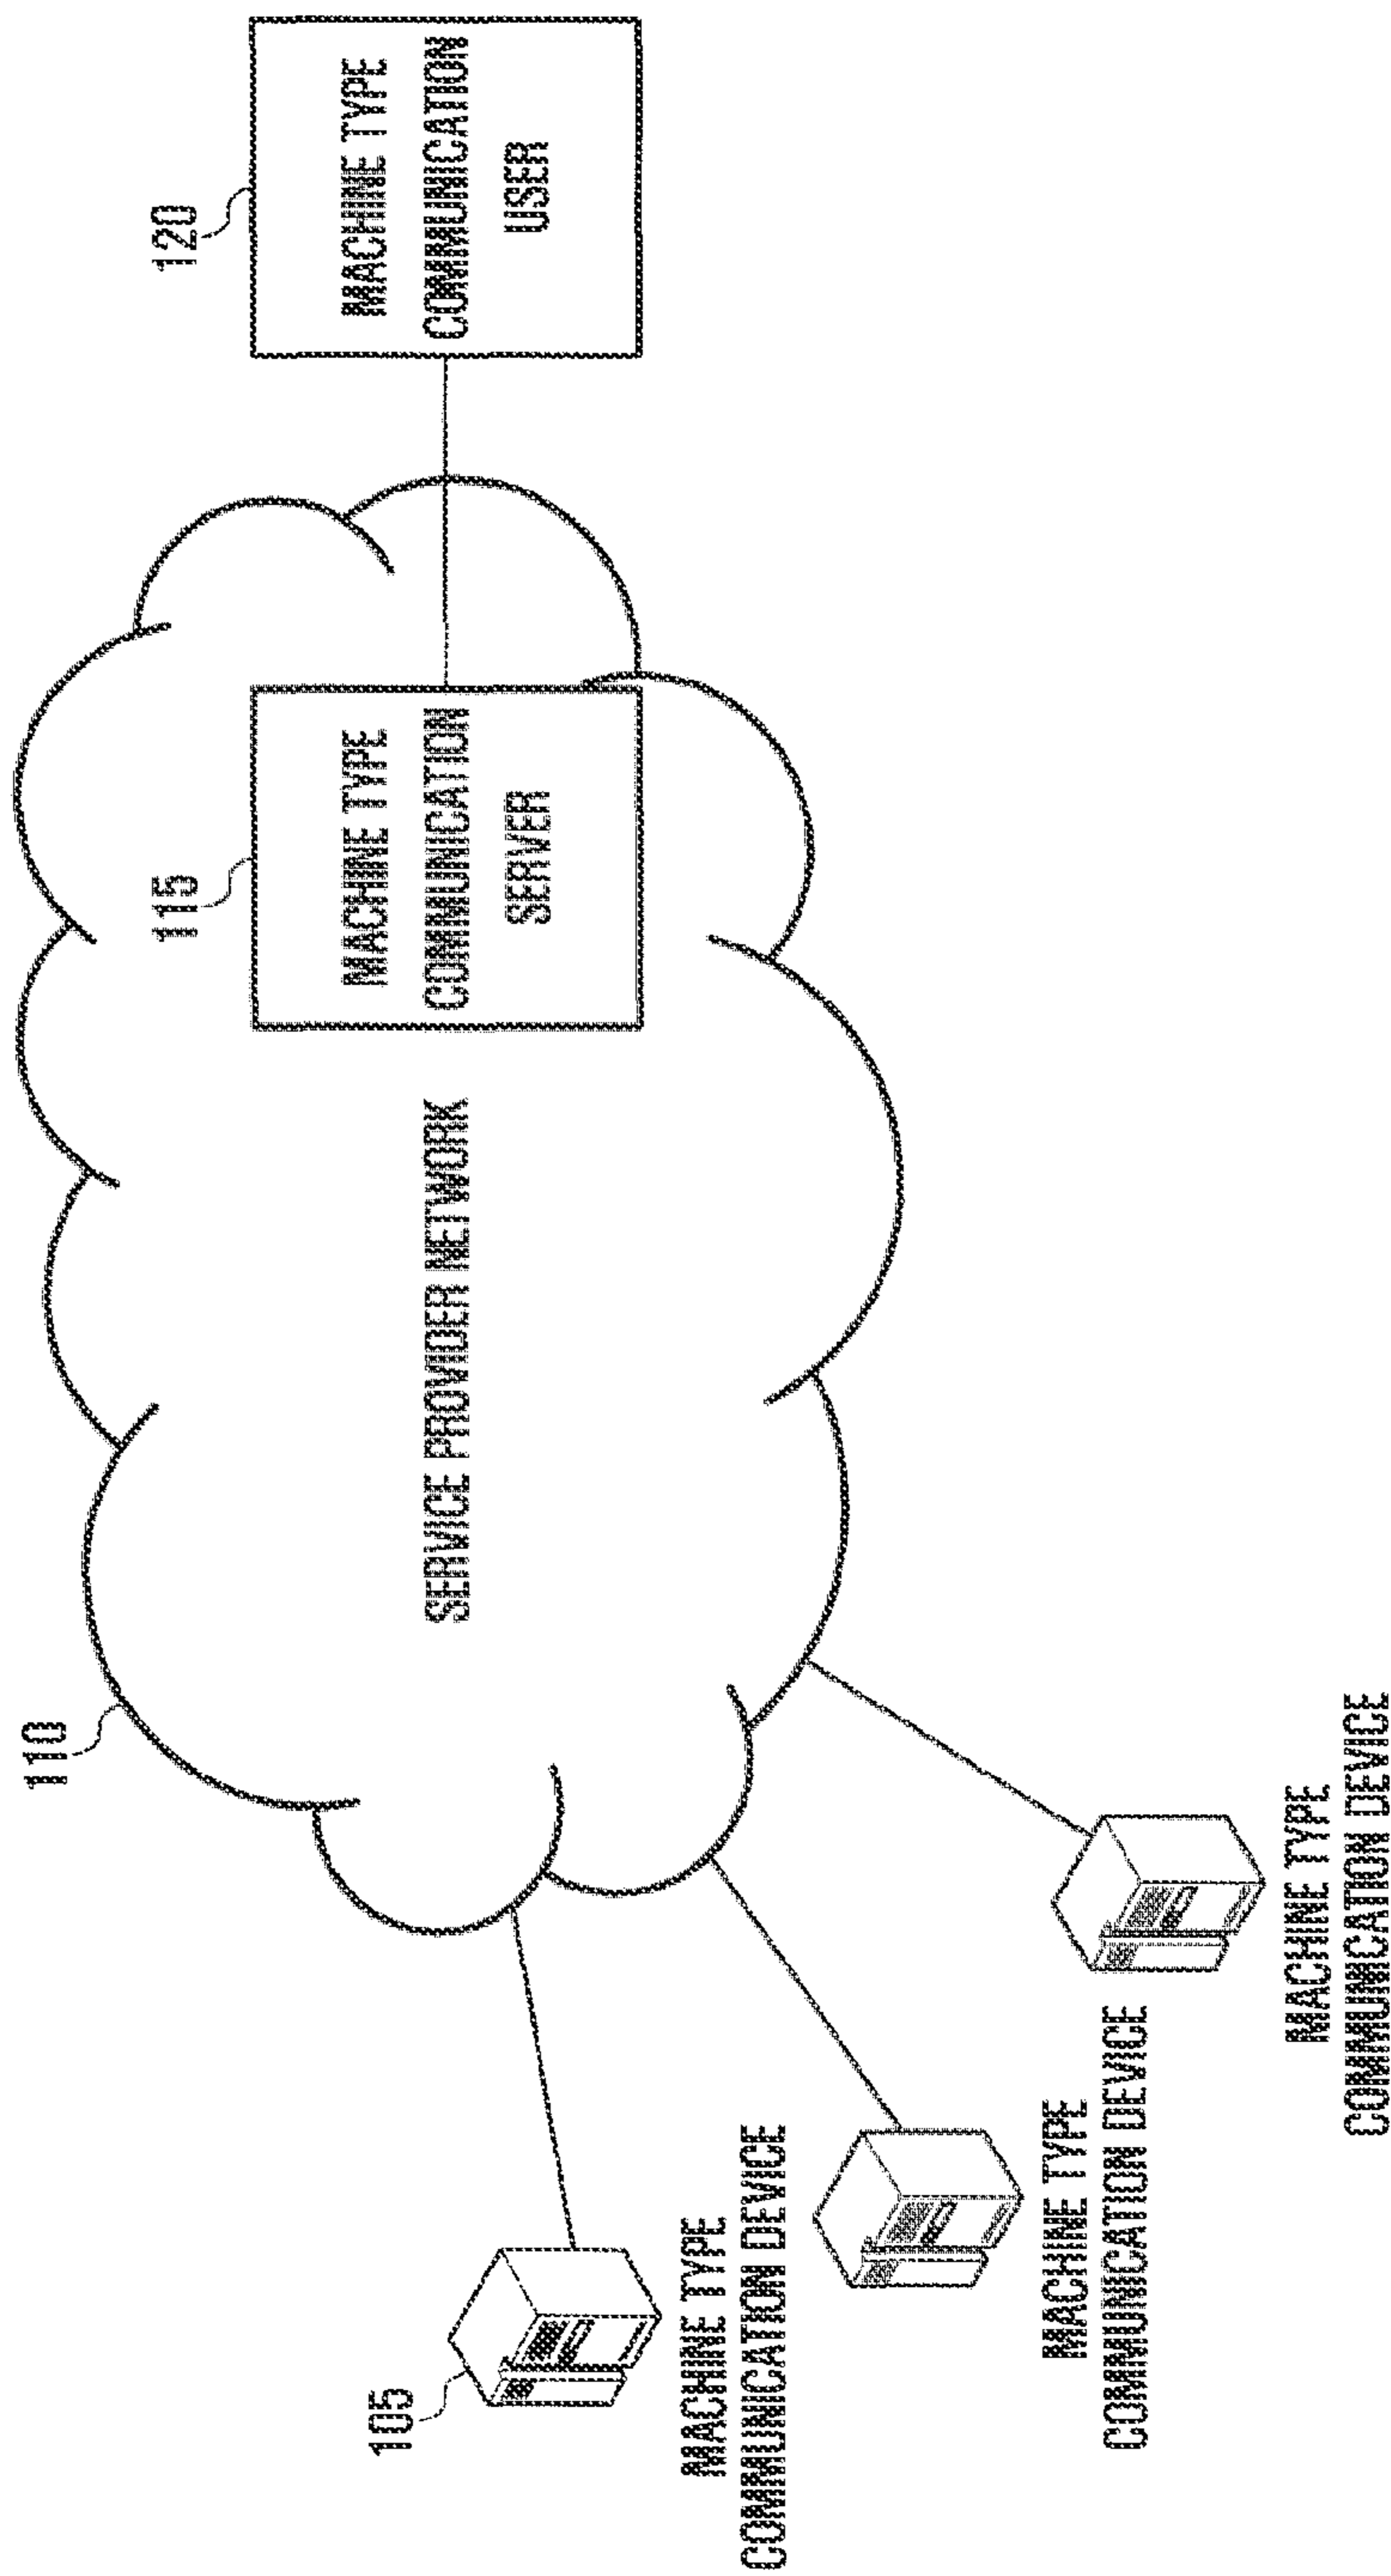 110
SERVICE PROVIDER NETWORK
115
MACHINE TYPE
COMMUNICATION
SERVER
120
MACHINE TYPE
COMMUNICATION
USER
105
MACHINE TYPE
COMMUNICATION DEVICE
MACHINE TYPE
COMMUNICATION DEVICE
MACHINE TYPE
COMMUNICATION DEVICE